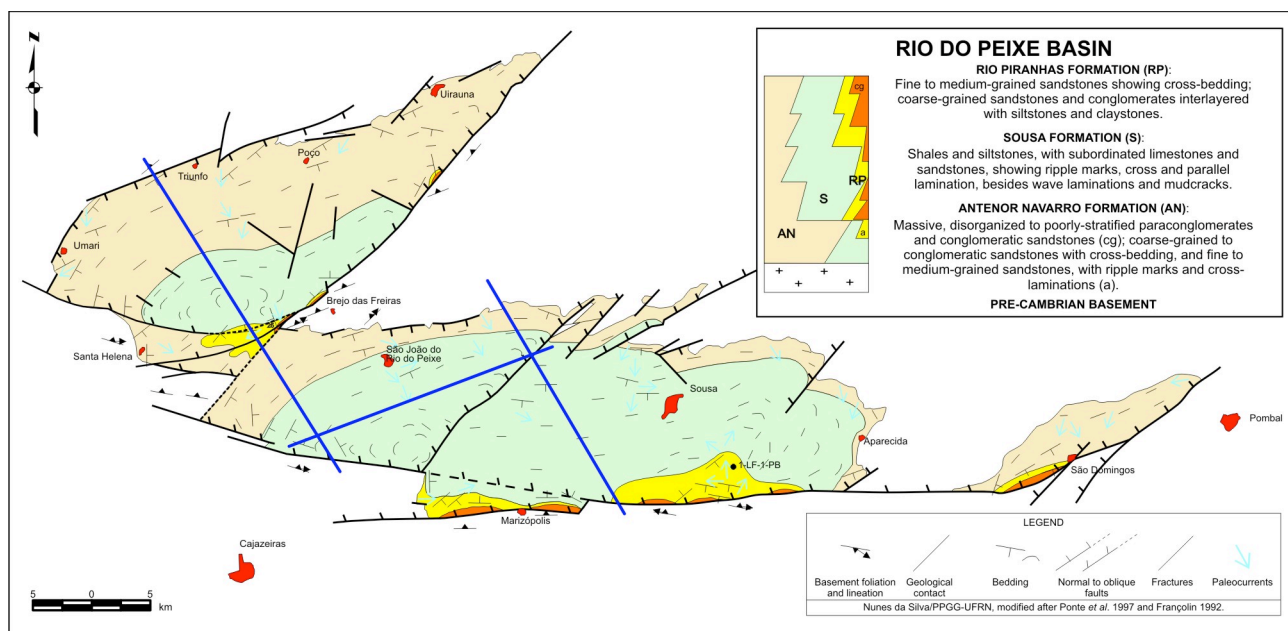 N
Uirauna
Poço
Triunfo
Umari
Brejo das Freiras
Santa Helena
São João do
Rio do Peixe
Sousa
Aparecida
1-LF-1-PB
Marizópolis
Cajazeiras
São Domingos
Pombal
5 0 5
km
RIO DO PEIXE BASIN
cg
RP
S
AN
a
RIO PIRANHAS FORMATION (RP):
Fine to medium-grained sandstones showing cross-bedding;
coarse-grained sandstones and conglomerates interlayered
with siltstones and claystones.
SOUSA FORMATION (S):
Shales and siltstones, with subordinated limestones and
sandstones, showing ripple marks, cross and parallel
lamination, besides wave laminations and mudcracks.
ANTENOR NAVARRO FORMATION (AN):
Massive, disorganized to poorly-stratified paraconglomerates
and conglomeratic sandstones (cg); coarse-grained to
conglomeratic sandstones with cross-bedding, and fine to
medium-grained sandstones, with ripple marks and cross-
laminations (a).
PRE-CAMBRIAN BASEMENT
LEGEND
Basement foliation
and lineation
Geological
contact
Bedding
Normal to oblique
faults
Fractures
Paleocurrents
Nunes da Silva/PPGG-UFRN, modified after Ponte et al. 1997 and Françolin 1992.